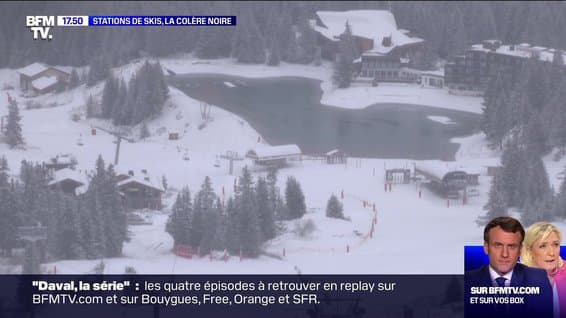 BFM
TV.
17.50
STATIONS DE SKIS, LA COLÈRE NOIRE
"Daval, la série" : les quatre épisodes à retrouver en replay sur
BFMTV.com et sur Bouygues, Free, Orange et SFR.
SUR BFMTV.COM
ET SUR VOS BOX